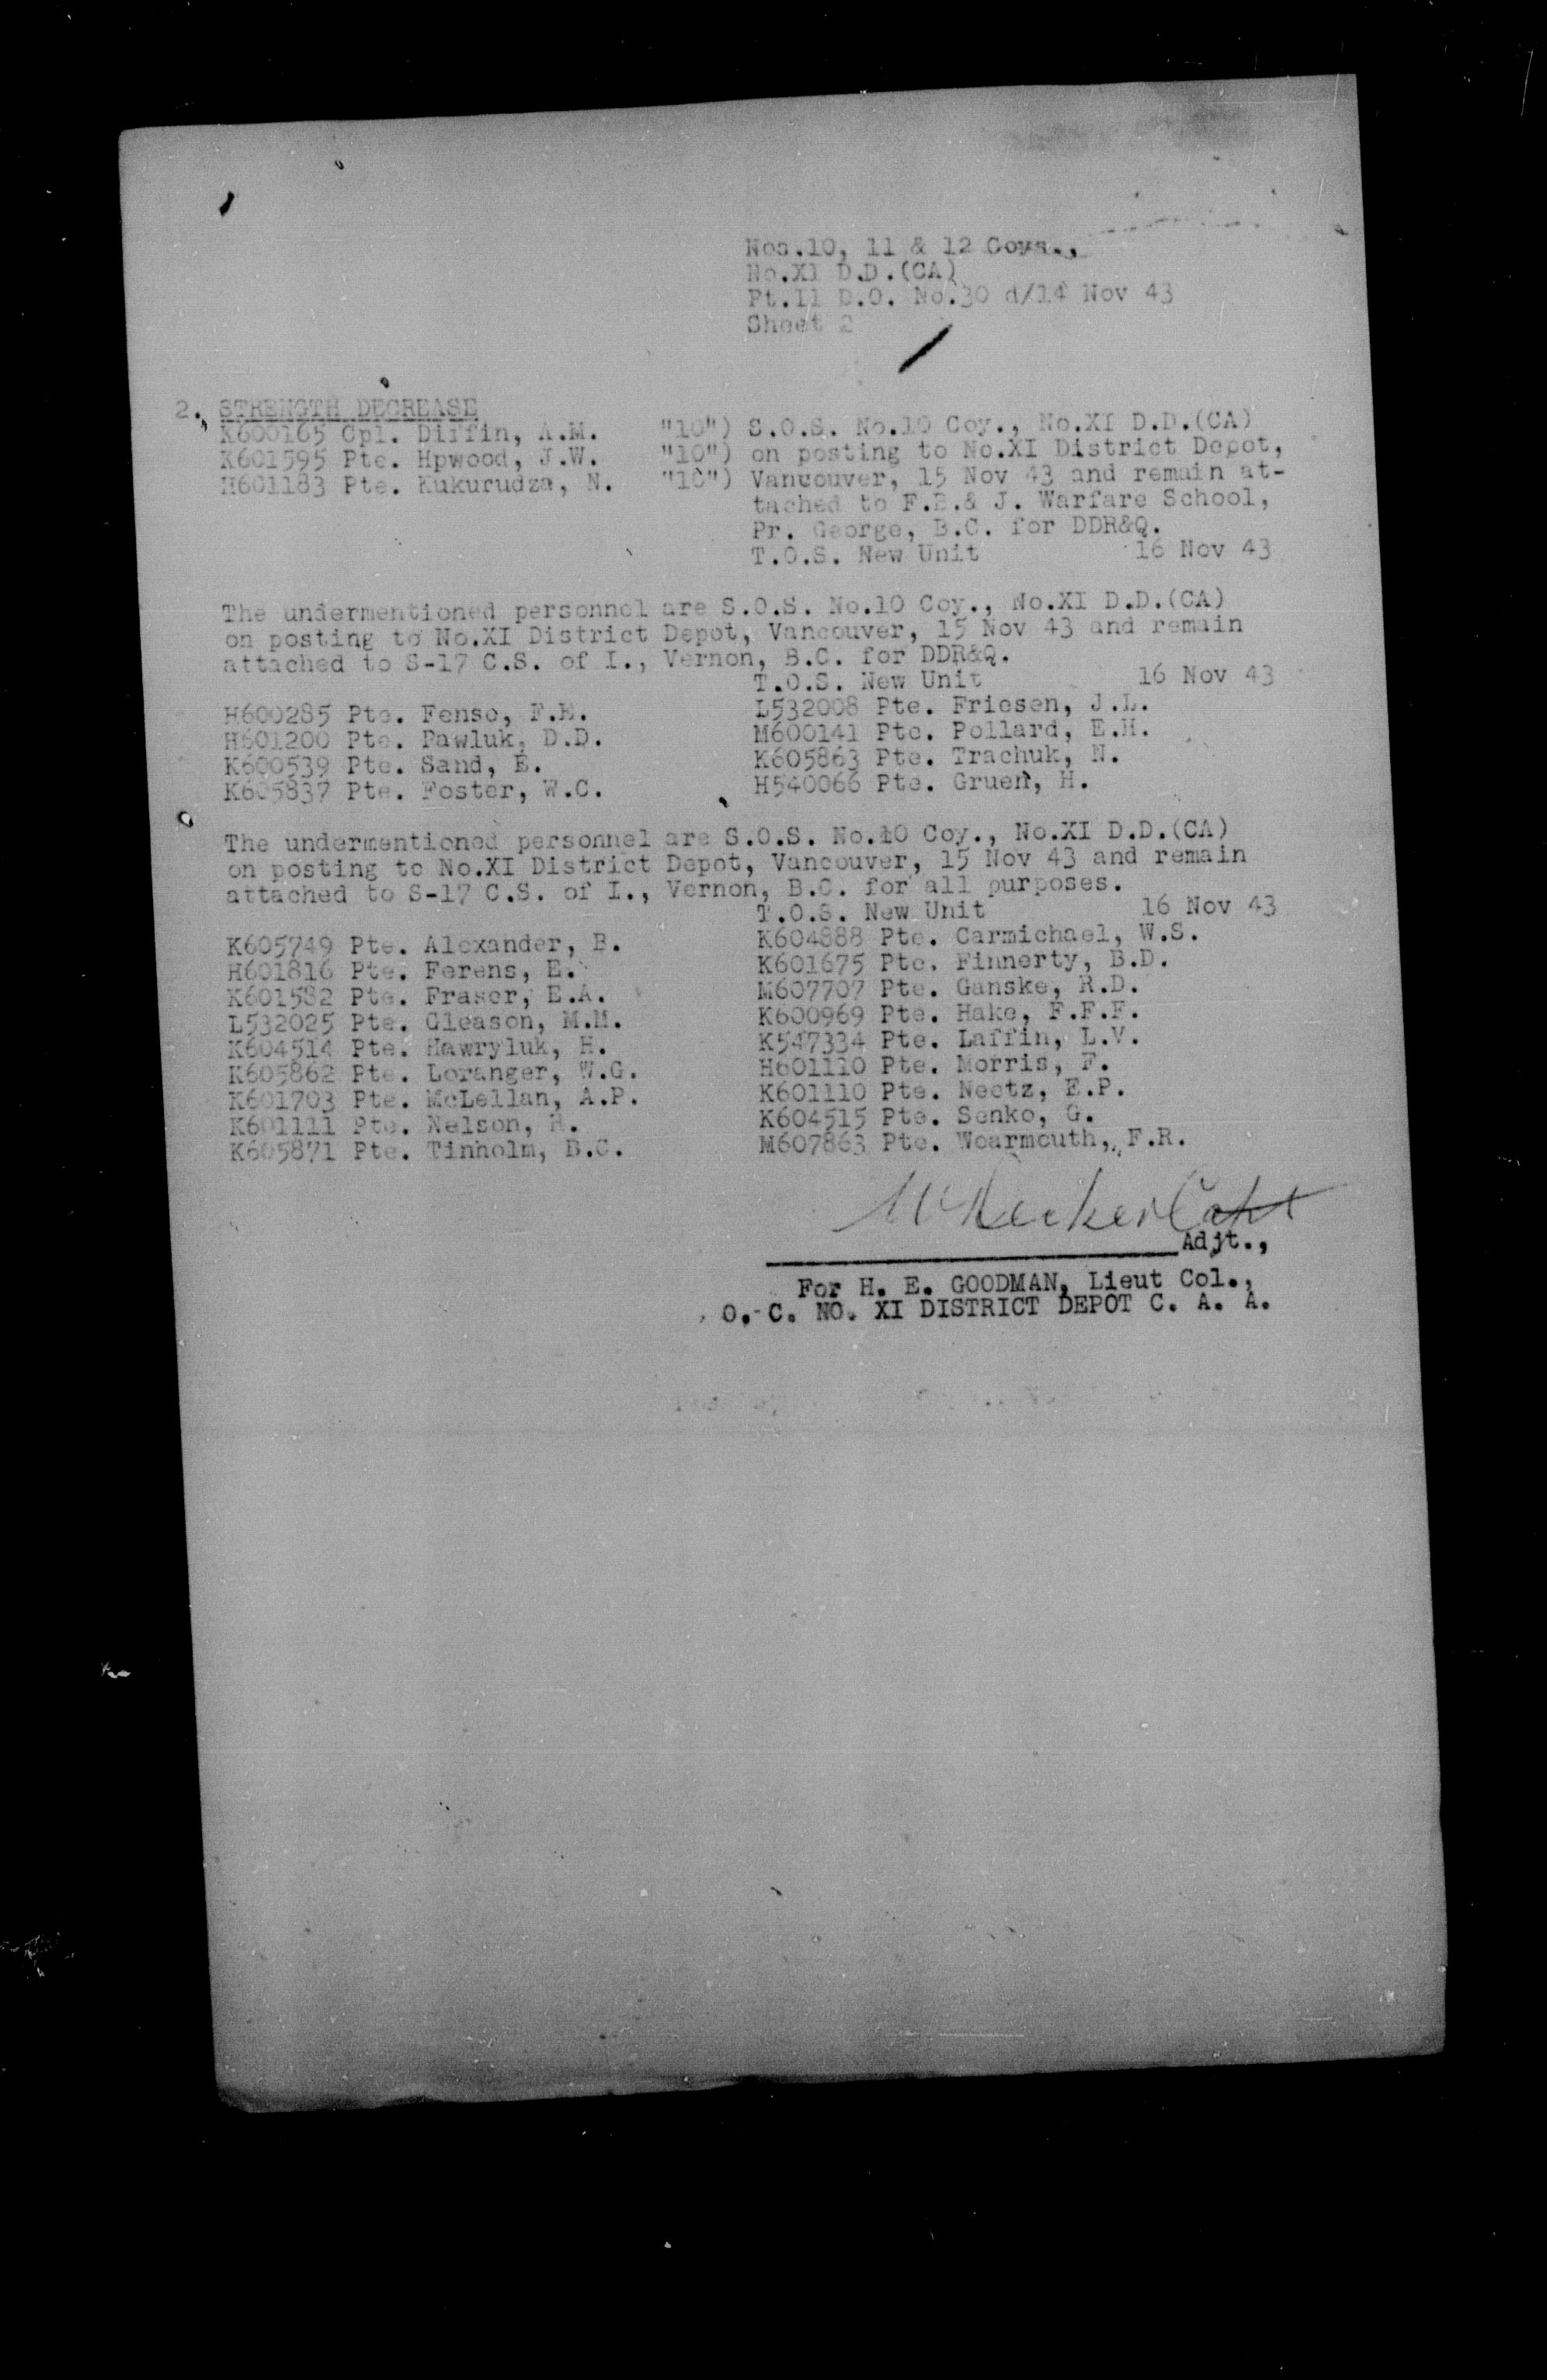 Nos.10, 11 & 12 Coys.,
No.XI D.D.(CA)
Pt.11 D.O. No.30 d/14 Nov 43
Sheet 2
2. STRENGTH DECREASE
K600165 Cpl. Diffin, A.M. "10") S.O.S. No.10 Coy., No.XI D.D.(CA)
K601595 Pte. Hpwood, J.W. "10") on posting to No.XI District Depot,
H601183 Pte. Kukurudza, N. "10") Vancouver, 15 Nov 43 and remain at-
tached to F.B.& J. Warfare School,
Pr. George, B.C. for DDR&Q.
T.O.S. New Unit 16 Nov 43
The undermentioned personnel are S.O.S. No.10 Coy., No.XI D.D.(CA)
on posting to No.XI District Depot, Vancouver, 15 Nov 43 and remain
attached to S-17 C.S. of I., Vernon, B.C. for DDR&Q.
T.O.S. New Unit 16 Nov 43
H600285 Pte. Fense, F.E. L532008 Pte. Friesen, J.L.
H601200 Pte. Pawluk, D.D. M600141 Pte. Pollard, E.H.
K600539 Pte. Sand, E. K605863 Pte. Trachuk, N.
K605837 Pte. Foster, W.C. H540066 Pte. Gruen, H.
The undermentioned personnel are S.O.S. No.10 Coy., No.XI D.D.(CA)
on posting to No.XI District Depot, Vancouver, 15 Nov 43 and remain
attached to S-17 C.S. of I., Vernon, B.C. for all purposes.
T.O.S. New Unit 16 Nov 43
K605749 Pte. Alexander, B. K604888 Pte. Carmichael, W.S.
H601816 Pte. Ferens, E. K601675 Pte. Finnerty, B.D.
K601582 Pte. Fraser, E.A. M607707 Pte. Ganske, R.D.
L532025 Pte. Gleason, M.M. K600969 Pte. Hake, F.F.F.
K604514 Pte. Hawryluk, H. K547334 Pte. Laffin, L.V.
K605862 Pte. Loranger, W.G. H601110 Pte. Morris, F.
K601703 Pte. McLellan, A.P. K601110 Pte. Neetz, E.P.
K601111 Pte. Nelson, H. K604515 Pte. Senko, G.
K605871 Pte. Tinholm, B.C. M607863 Pte. Wearmouth, F.R.
Capt
Adjt.,
For H. E. GOODMAN, Lieut Col.,
O. C. NO. XI DISTRICT DEPOT C. A. A.